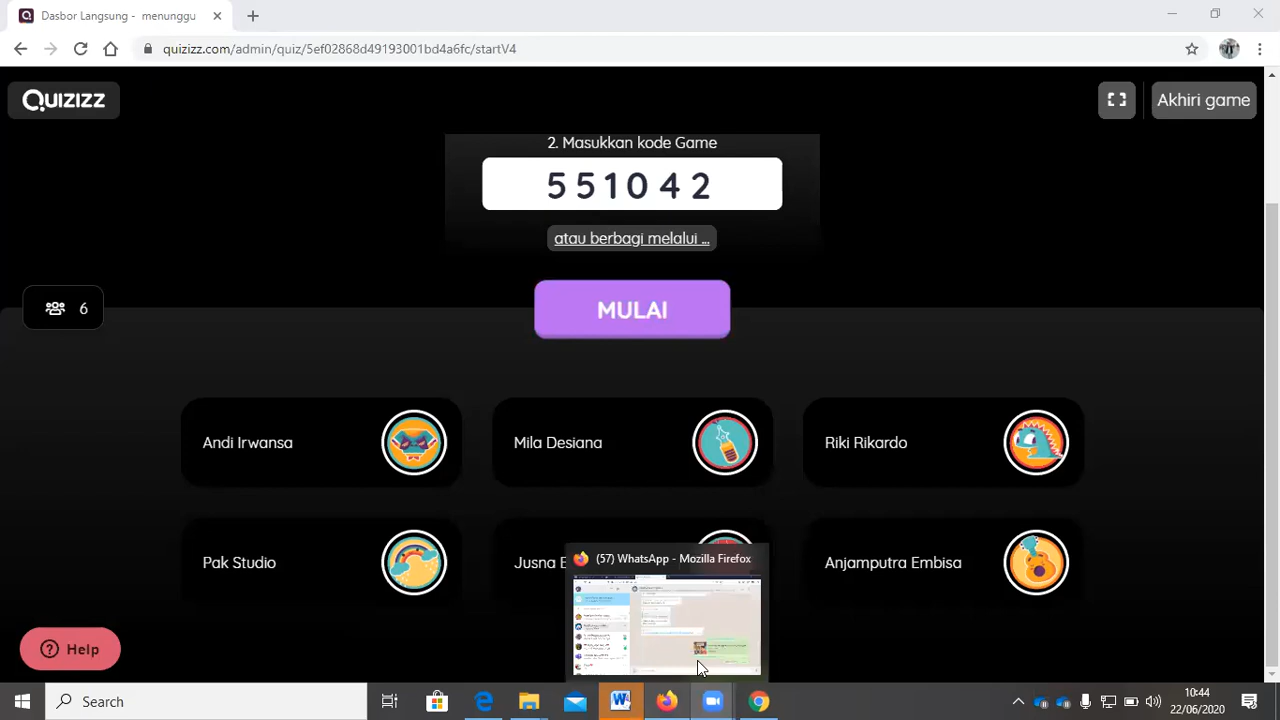 Dasbor Langsung - menunggu
quizizz.com/admin/quiz/5ef02868d49193001bd4a6fc/startV4
Quizizz
Akhiri game
2. Masukkan kode Game
551042
atau berbagi melalui ...
6
MULAI
Andi Irwansa
Mila Desiana
Riki Rikardo
Pak Studio
Jusna
Anjamputra Embisa
(57) WhatsApp - Mozilla Firefox
Help
Search
22/06/2020